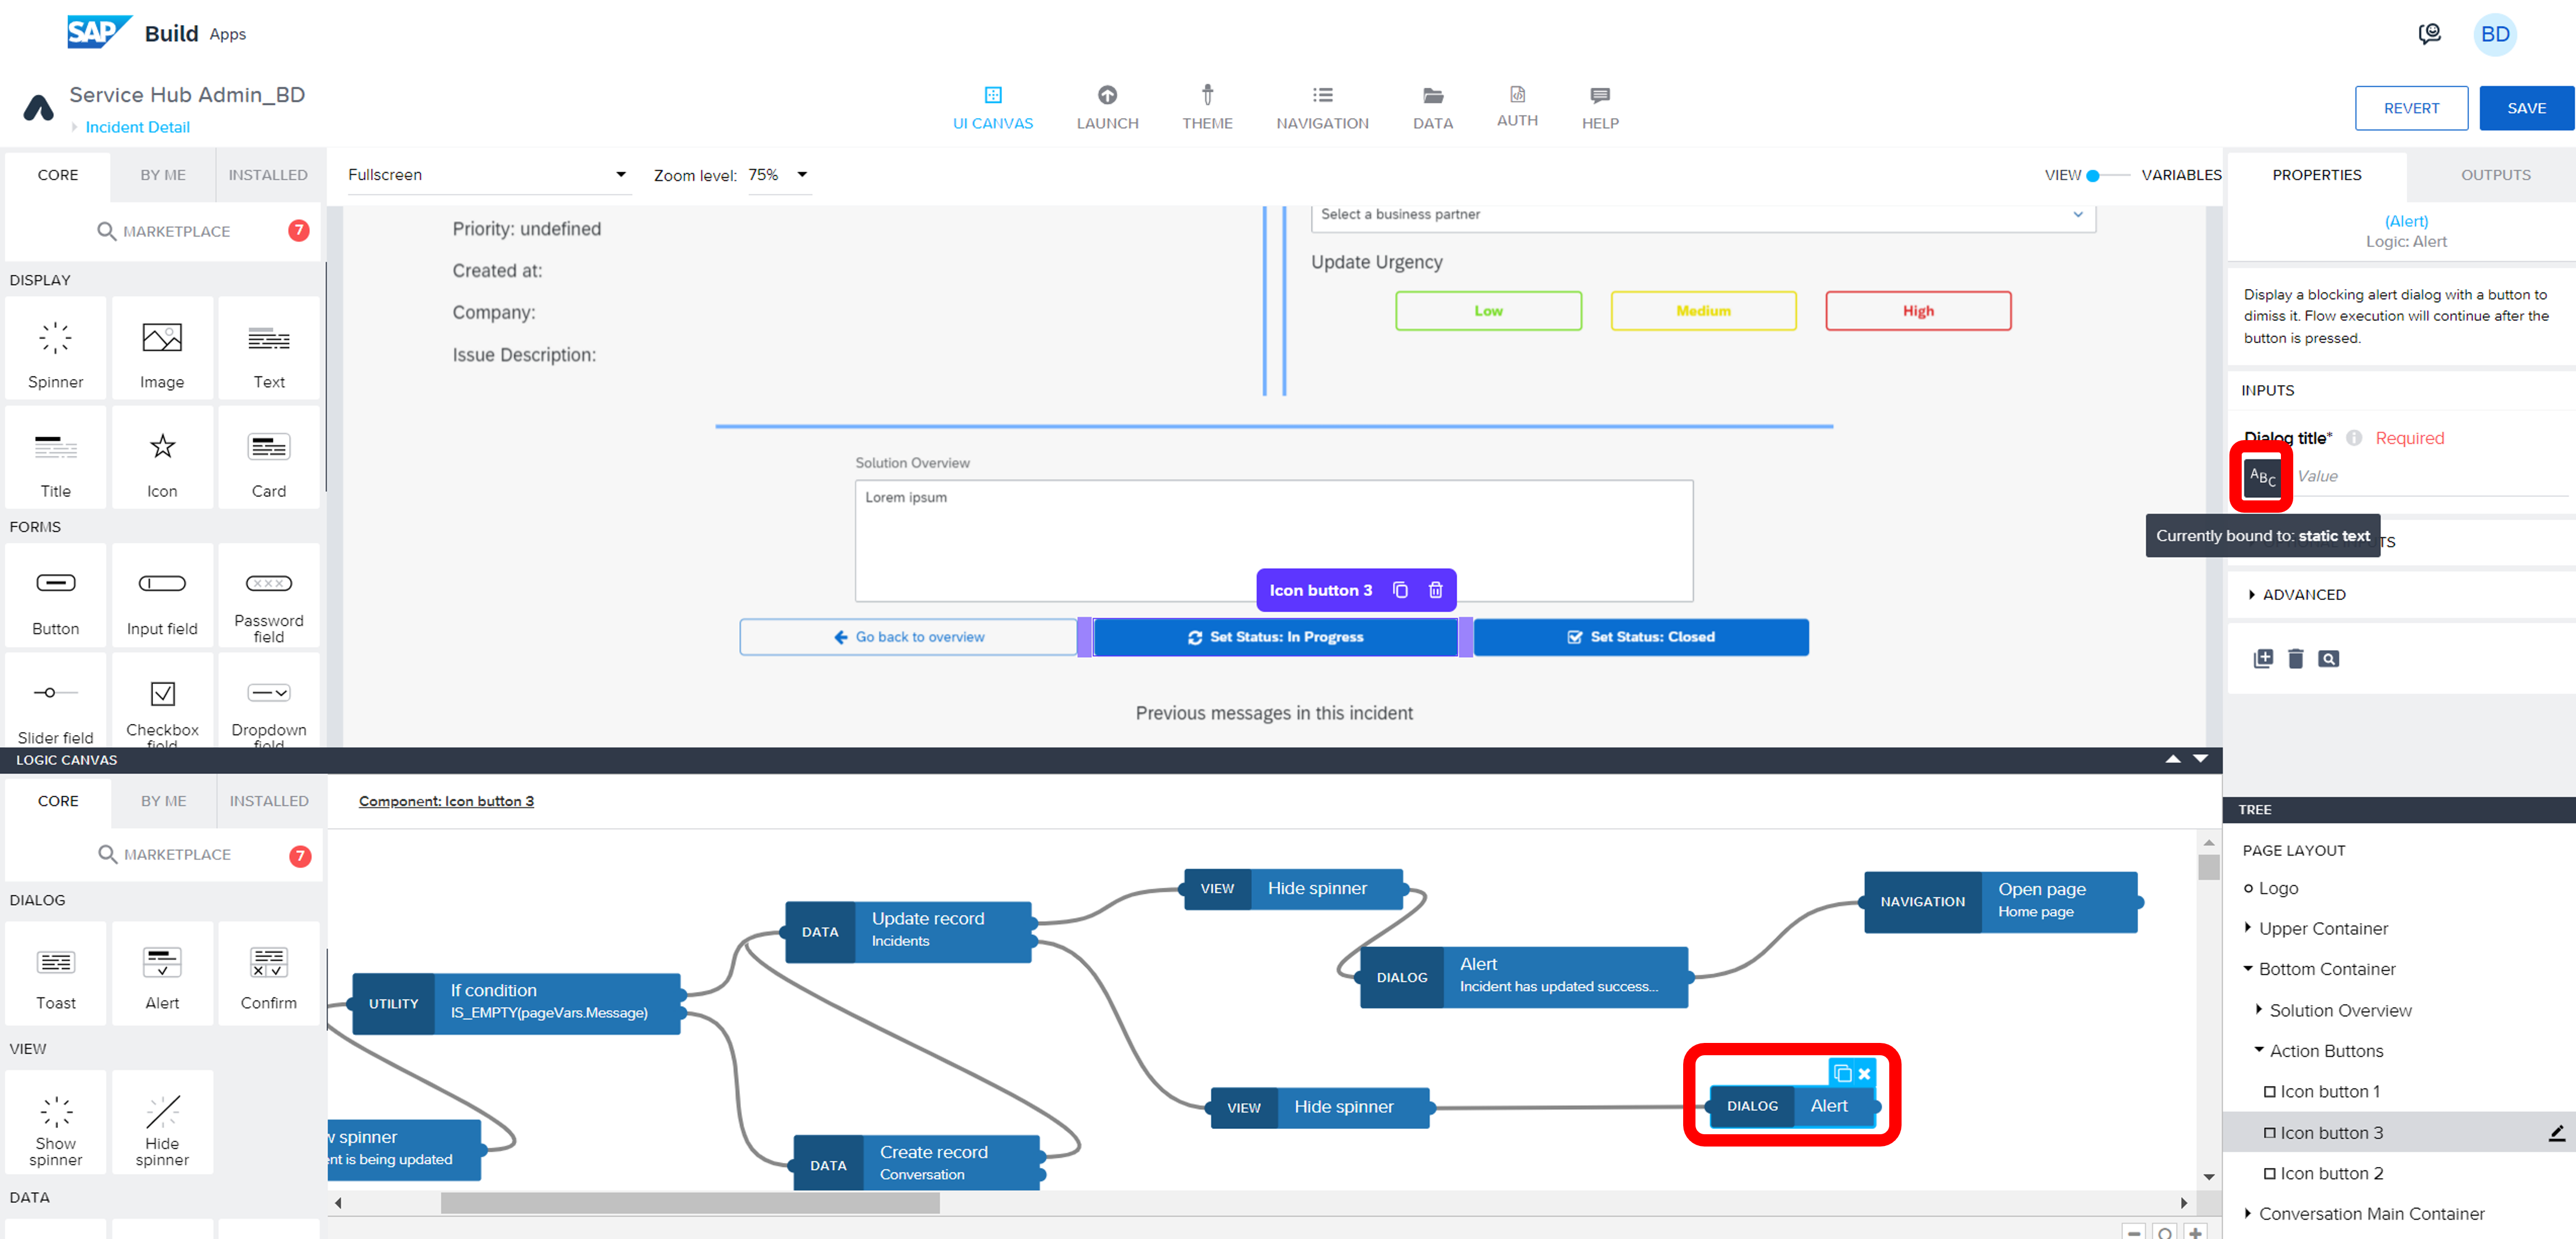 SAP Build Apps
BD
Service Hub Admin_BD
Incident Detail
UI CANVAS
LAUNCH
THEME
NAVIGATION
DATA
AUTH
HELP
REVERT
SAVE
CORE
BY ME
INSTALLED
MARKETPLACE
7
DISPLAY
Spinner
Image
Text
Title
Icon
Card
FORMS
Button
Input field
Password
field
Slider field
Checkbox
field
Dropdown
field
Fullscreen
Zoom level: 75%
VIEW
VARIABLES
Priority: undefined
Created at:
Company:
Issue Description:
Select a business partner
Update Urgency
Low
Medium
High
Solution Overview
Lorem ipsum
Icon button 3
Go back to overview
Set Status: In Progress
Set Status: Closed
Previous messages in this incident
PROPERTIES
OUTPUTS
(Alert)
Logic: Alert
Display a blocking alert dialog with a button to
dimiss it. Flow execution will continue after the
button is pressed.
INPUTS
Dialog title* Required
ABC
Value
Currently bound to: static text
TS
ADVANCED
LOGIC CANVAS
CORE
BY ME
INSTALLED
MARKETPLACE
7
DIALOG
Toast
Alert
Confirm
VIEW
Show
spinner
Hide
spinner
DATA
Component: Icon button 3
UTILITY
If condition
IS_EMPTY(pageVars.Message)
w spinner
ent is being updated
DATA
Update record
Incidents
DATA
Create record
Conversation
VIEW
Hide spinner
DIALOG
Alert
Incident has updated success...
NAVIGATION
Open page
Home page
VIEW
Hide spinner
DIALOG
Alert
TREE
PAGE LAYOUT
Logo
Upper Container
Bottom Container
Solution Overview
Action Buttons
Icon button 1
Icon button 3
Icon button 2
Conversation Main Container